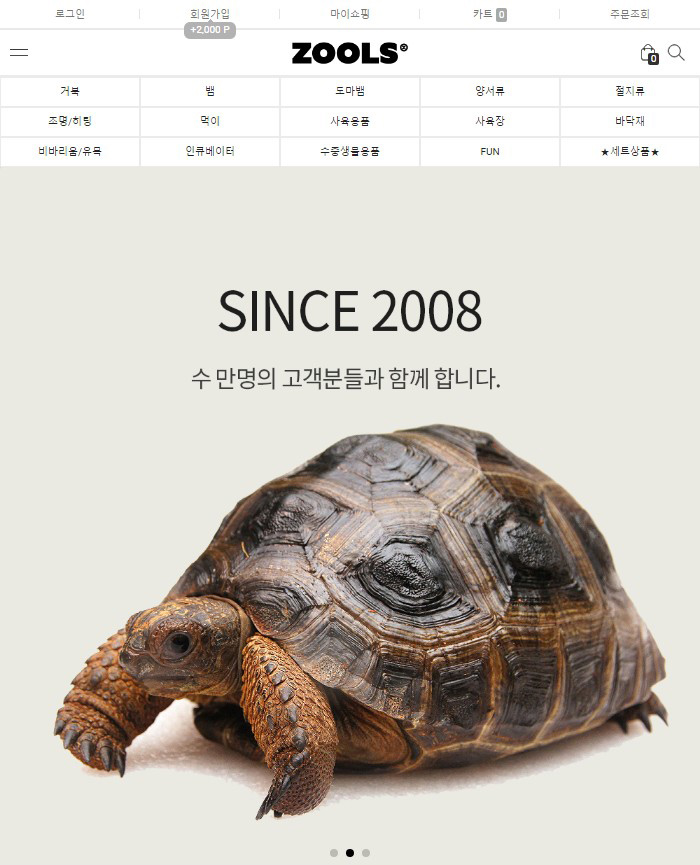 로그인 회원가입 마이쇼핑 카트 0 주문조회
+2,000 P
ZOOLS®
0
거북 뱀 도마뱀 양서류 절지류
조명/히팅 먹이 사육용품 사육장 바닥재
비바리움/유목 인큐베이터 수중생물용품 FUN ★세트상품★
SINCE 2008
수 만명의 고객분들과 함께 합니다.